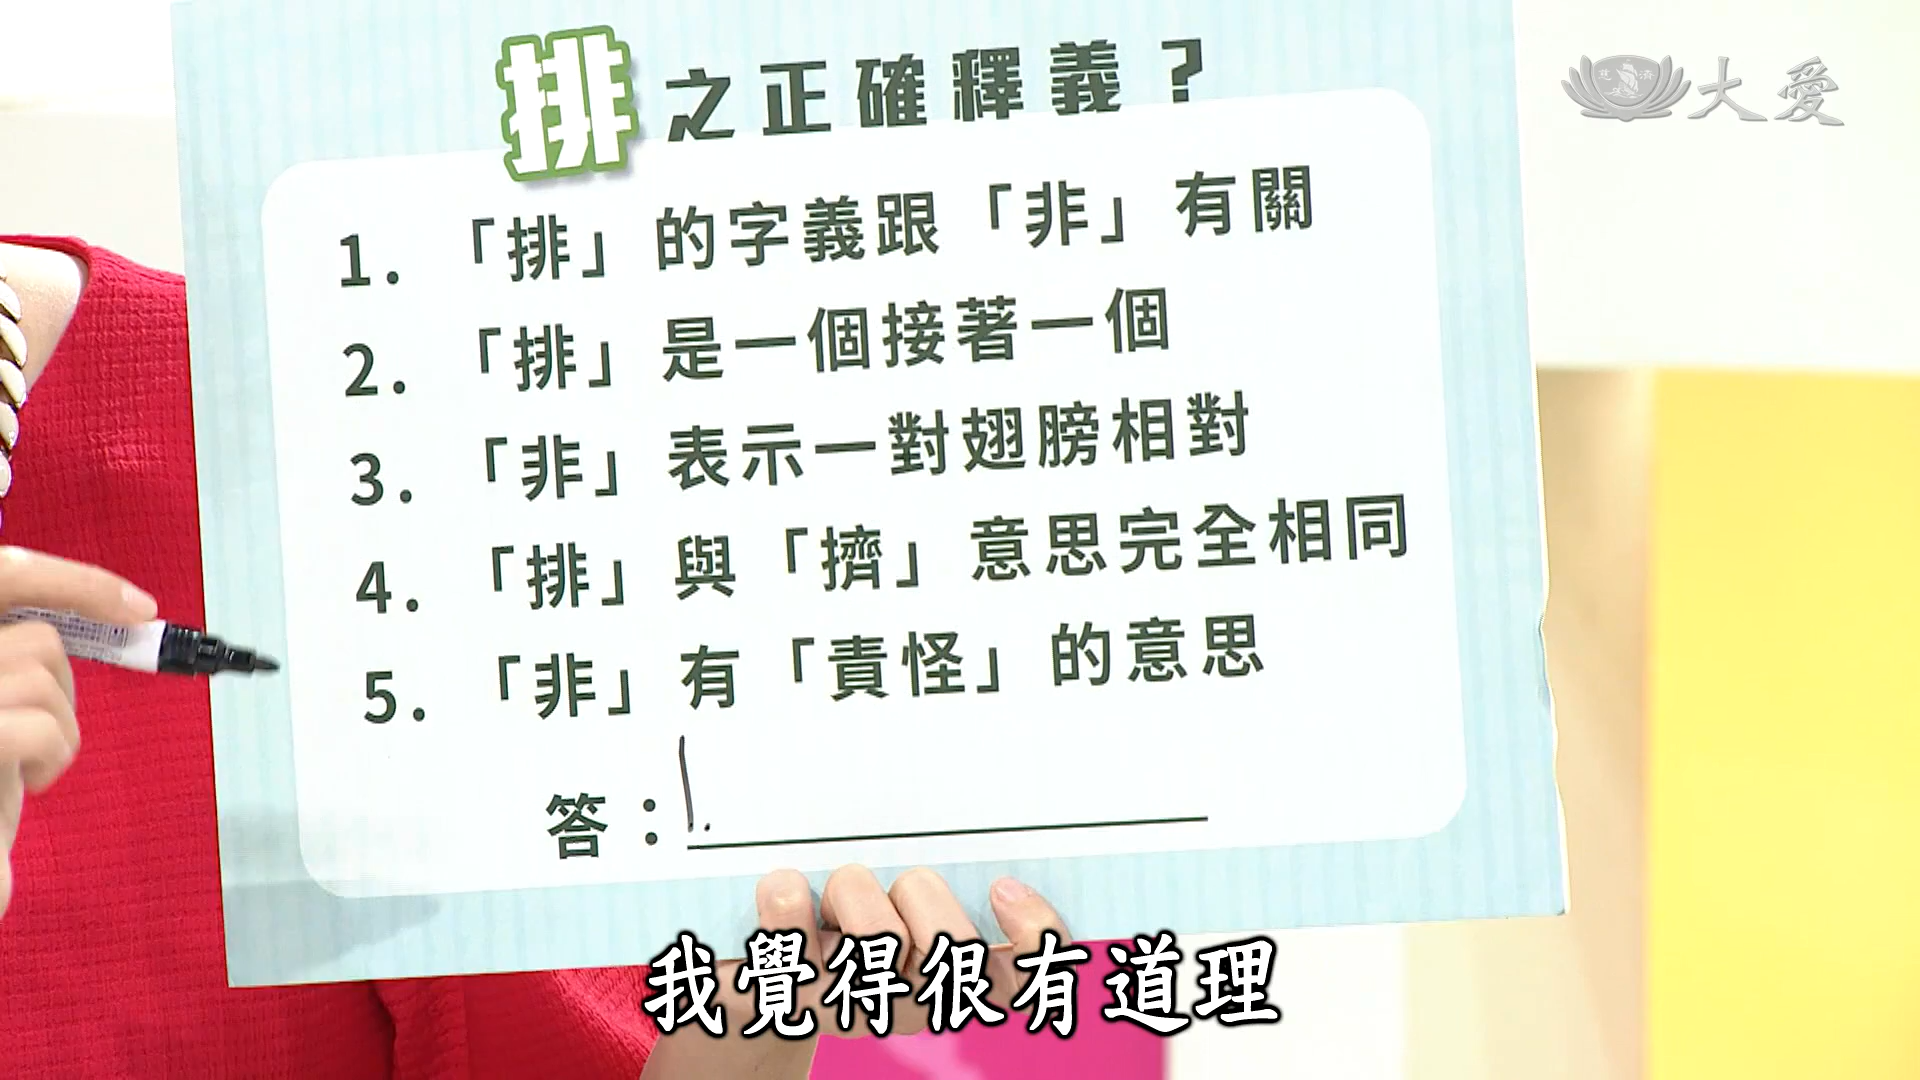 慈濟
大愛
排之正確釋義？
1. 「排」的字義跟「非」有關
2. 「排」是一個接著一個
3. 「非」表示一對翅膀相對
4. 「排」與「擠」意思完全相同
5. 「非」有「責怪」的意思
答：1.
我覺得很有道理